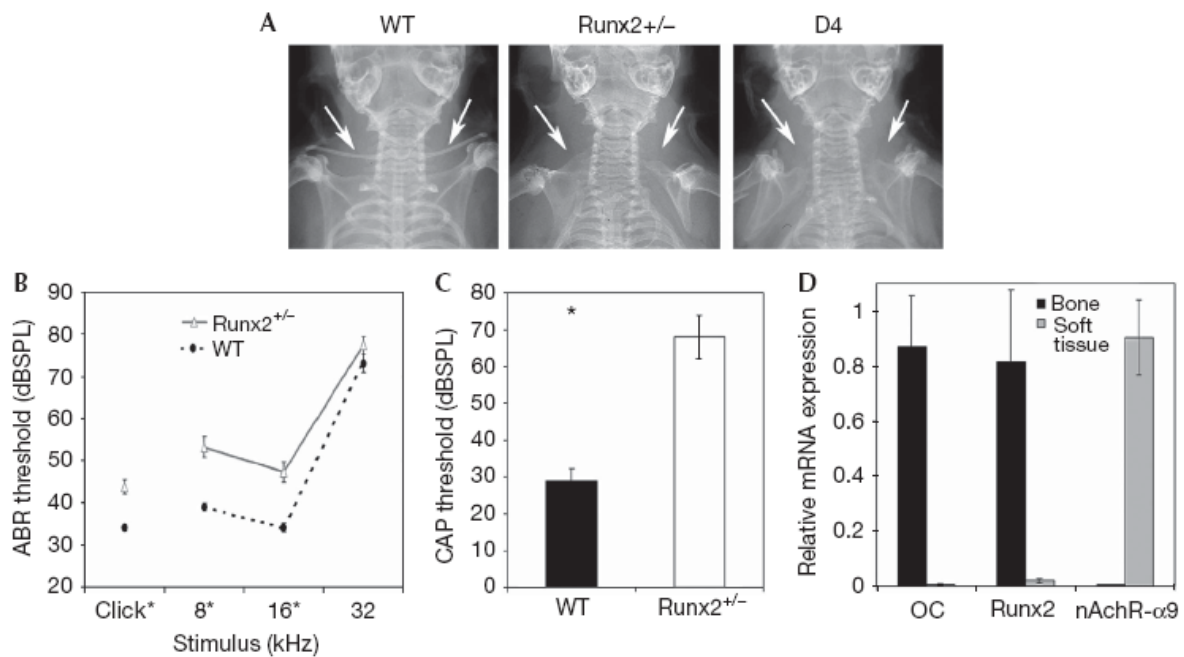 A
WT
Runx2+/–
D4
B
90
80
70
60
50
40
30
20
ABR threshold (dBSPL)
Runx2+/–
WT
Click*
8*
16*
32
Stimulus (kHz)
C
80
70
60
50
40
30
20
10
0
CAP threshold (dBSPL)
*
WT
Runx2+/–
D
1
0.8
0.6
0.4
0.2
0
Relative mRNA expression
Bone
Soft
tissue
OC
Runx2
nAchR-α9